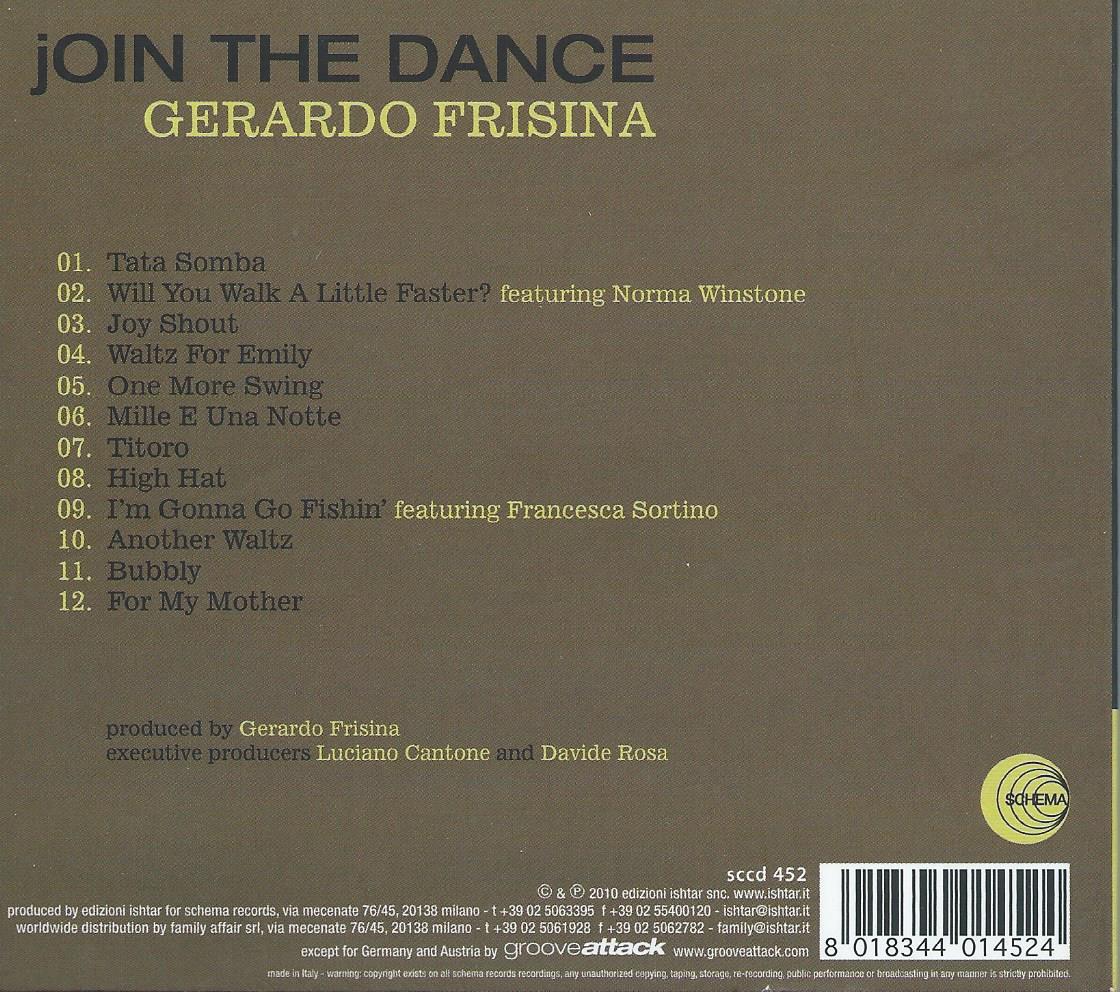 jOIN THE DANCE
GERARDO FRISINA
01. Tata Somba
02. Will You Walk A Little Faster? featuring Norma Winstone
03. Joy Shout
04. Waltz For Emily
05. One More Swing
06. Mille E Una Notte
07. Titoro
08. High Hat
09. I'm Gonna Go Fishin' featuring Francesca Sortino
10. Another Waltz
11. Bubbly
12. For My Mother
produced by Gerardo Frisina
executive producers Luciano Cantone and Davide Rosa
SCHEMA
sccd 452
© & ℗ 2010 edizioni ishtar snc. www.ishtar.it
produced by edizioni ishtar for schema records, via mecenate 76/45, 20138 milano - t +39 02 5063395 f +39 02 55400120 - ishtar@ishtar.it
worldwide distribution by family affair srl, via mecenate 76/45, 20138 milano - t +39 02 5061928 f +39 02 5062782 - family@ishtar.it
except for Germany and Austria by grooveattack www.grooveattack.com
8 018344 014524
made in Italy - warning: copyright exists on all schema records recordings, any unauthorized copying, taping, storage, re-recording, public performance or broadcasting in any manner is strictly prohibited.